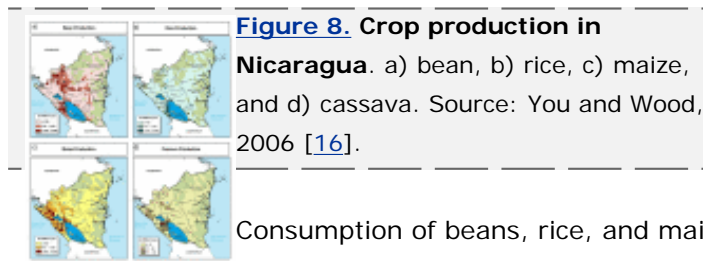 Figure 8. Crop production in
Nicaragua. a) bean, b) rice, c) maize,
and d) cassava. Source: You and Wood,
2006 [16].
Consumption of beans, rice, and mai